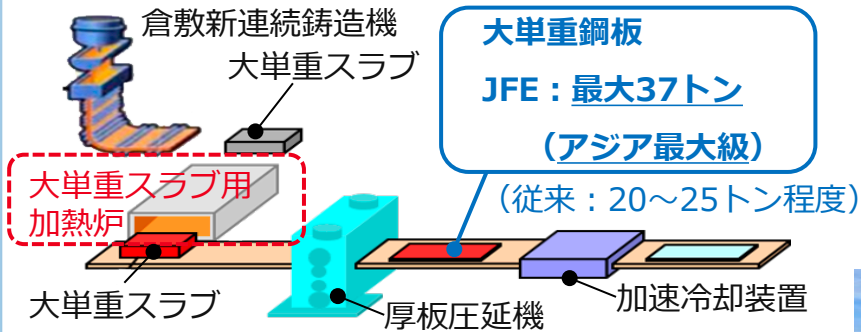 倉敷新連続鋳造機
大単重スラブ
大単重鋼板
JFE：最大37トン
（アジア最大級）
（従来：20～25トン程度）
大単重スラブ用
加熱炉
大単重スラブ
厚板圧延機
加速冷却装置